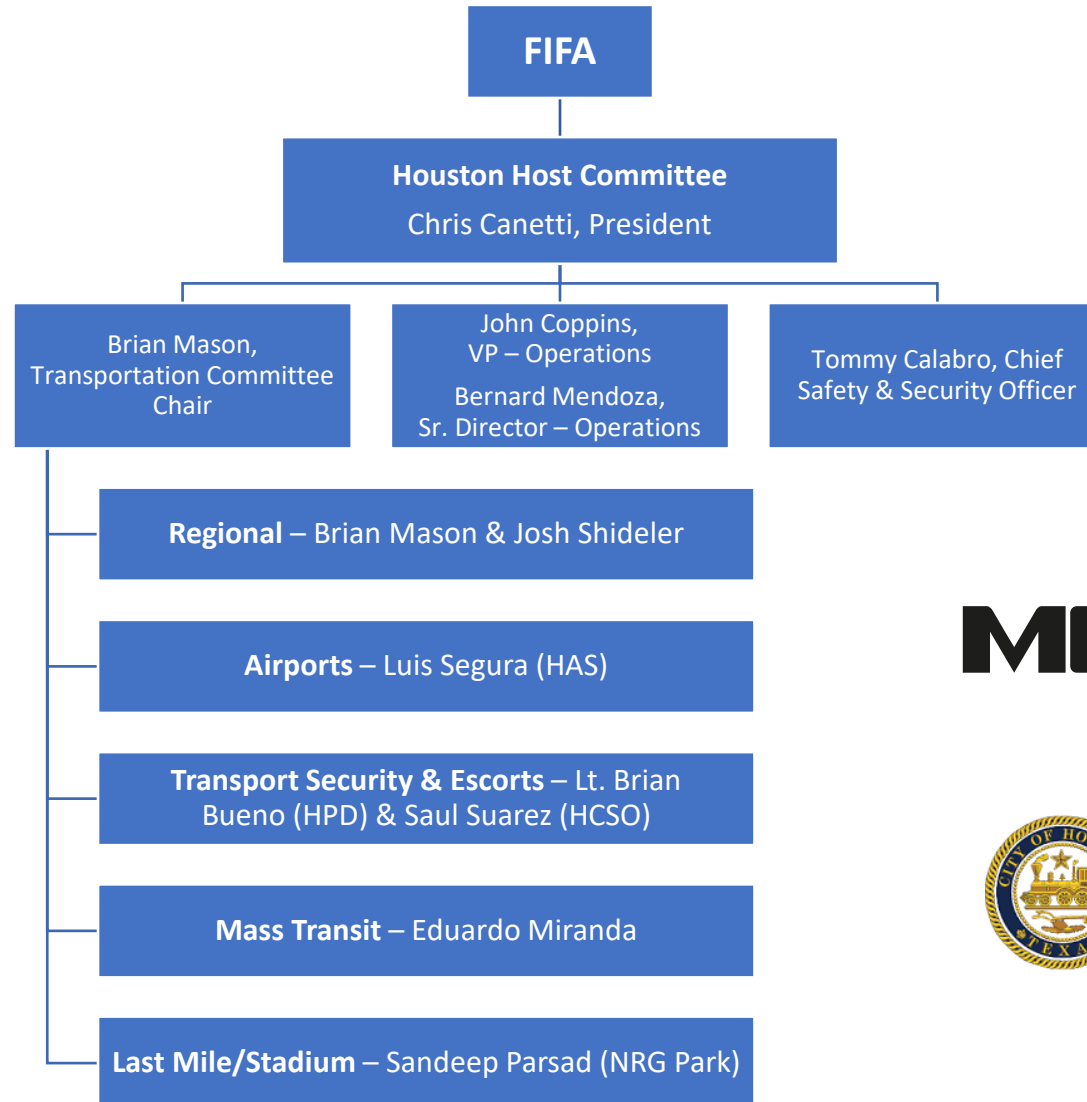 FIFA
Houston Host Committee
Chris Canetti, President
Brian Mason,
Transportation Committee
Chair
John Coppins,
VP – Operations
Bernard Mendoza,
Sr. Director – Operations
Tommy Calabro, Chief
Safety & Security Officer
Regional – Brian Mason & Josh Shideler
Airports – Luis Segura (HAS)
Transport Security & Escorts – Lt. Brian
Bueno (HPD) & Saul Suarez (HCSO)
Mass Transit – Eduardo Miranda
Last Mile/Stadium – Sandeep Parsad (NRG Park)
CITY OF